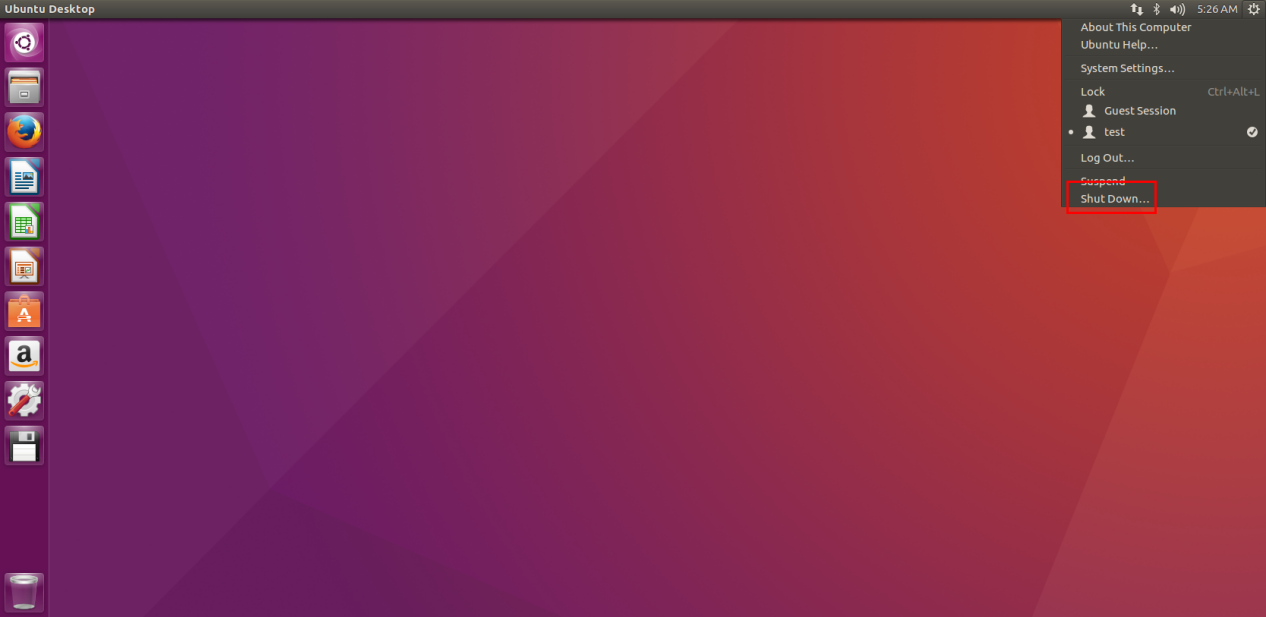 Ubuntu Desktop
5:26 AM
About This Computer
Ubuntu Help...
System Settings...
Lock Ctrl+Alt+L
Guest Session
test
Log Out...
Suspend
Shut Down...
A
a